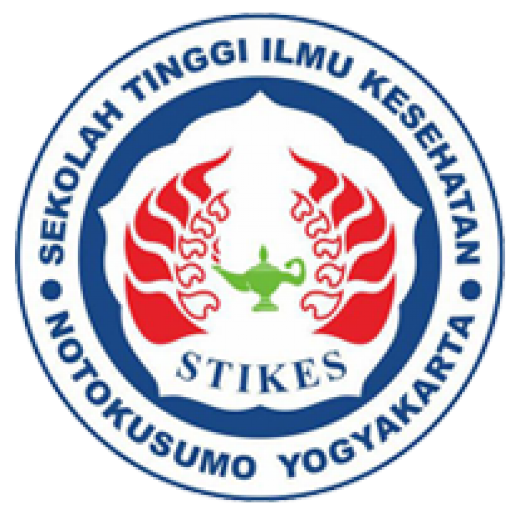 SEKOLAH TINGGI ILMU KESEHATAN
STIKES
NOTOKUSUMO YOGYAKARTA